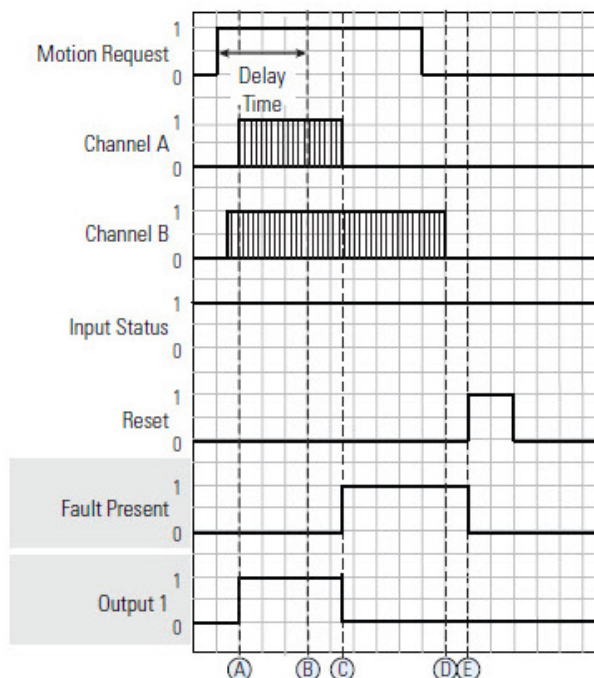 1
Motion Request
0
Delay
Time
1
Channel A
0
1
Channel B
0
1
Input Status
0
1
Reset
0
1
Fault Present
0
1
Output 1
0
A B C D E